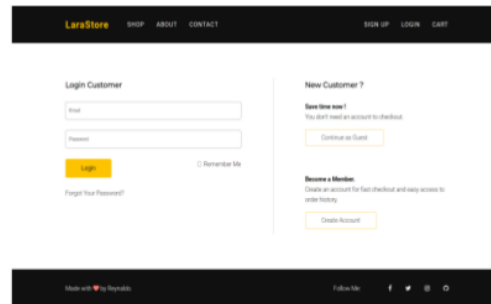 LaraStore SHOP ABOUT CONTACT SIGN UP LOGIN CART
Login Customer
Email
Password
Login Remember Me
Forgot Your Password?
New Customer ?
Save time now !
You don't need an account to checkout.
Continue as Guest
Become a Member.
Create an account for fast checkout and easy access to
order history.
Create Account
Made with ❤️ by Reynaldo. Follow Me: